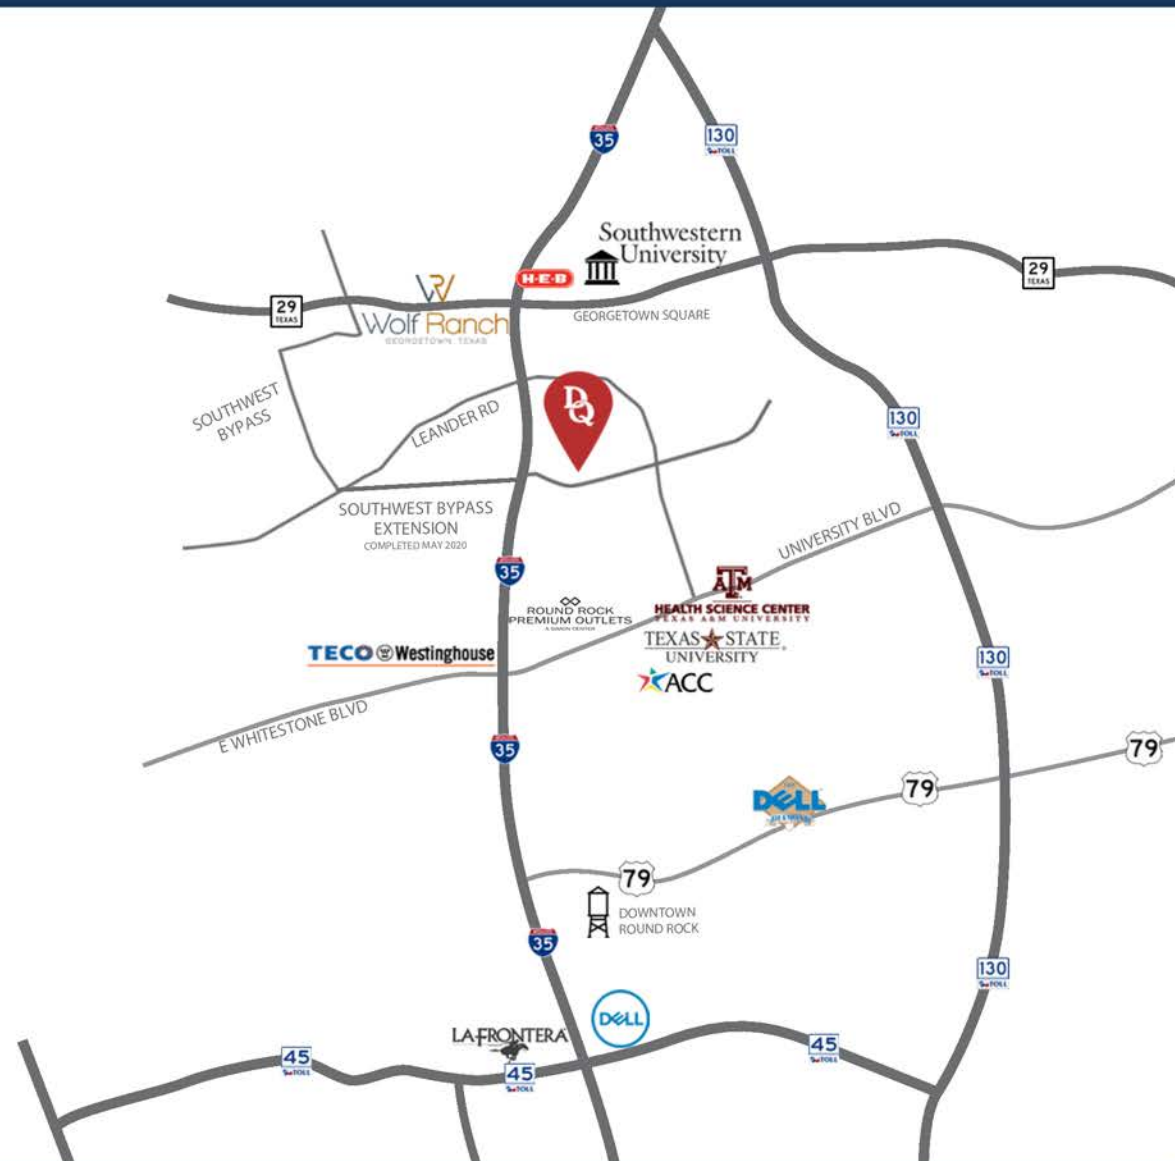 35
130
TOLL
Southwestern
University
H-E-B
29
TEXAS
WR
Wolf Ranch
GEORGETOWN, TEXAS
29
TEXAS
GEORGETOWN SQUARE
SOUTHWEST
BYPASS
LEANDER RD
DQ
130
TOLL
SOUTHWEST BYPASS
EXTENSION
COMPLETED MAY 2020
UNIVERSITY BLVD
35
ROUND ROCK
PREMIUM OUTLETS
A SIMON CENTER
ATM
HEALTH SCIENCE CENTER
TEXAS A&M UNIVERSITY
TEXAS STATE
UNIVERSITY
ACC
TECO Westinghouse
130
TOLL
E WHITESTONE BLVD
35
79
DELL
79
79
DOWNTOWN
ROUND ROCK
35
130
TOLL
DELL
LA FRONTERA
45
TOLL
45
TOLL
45
TOLL